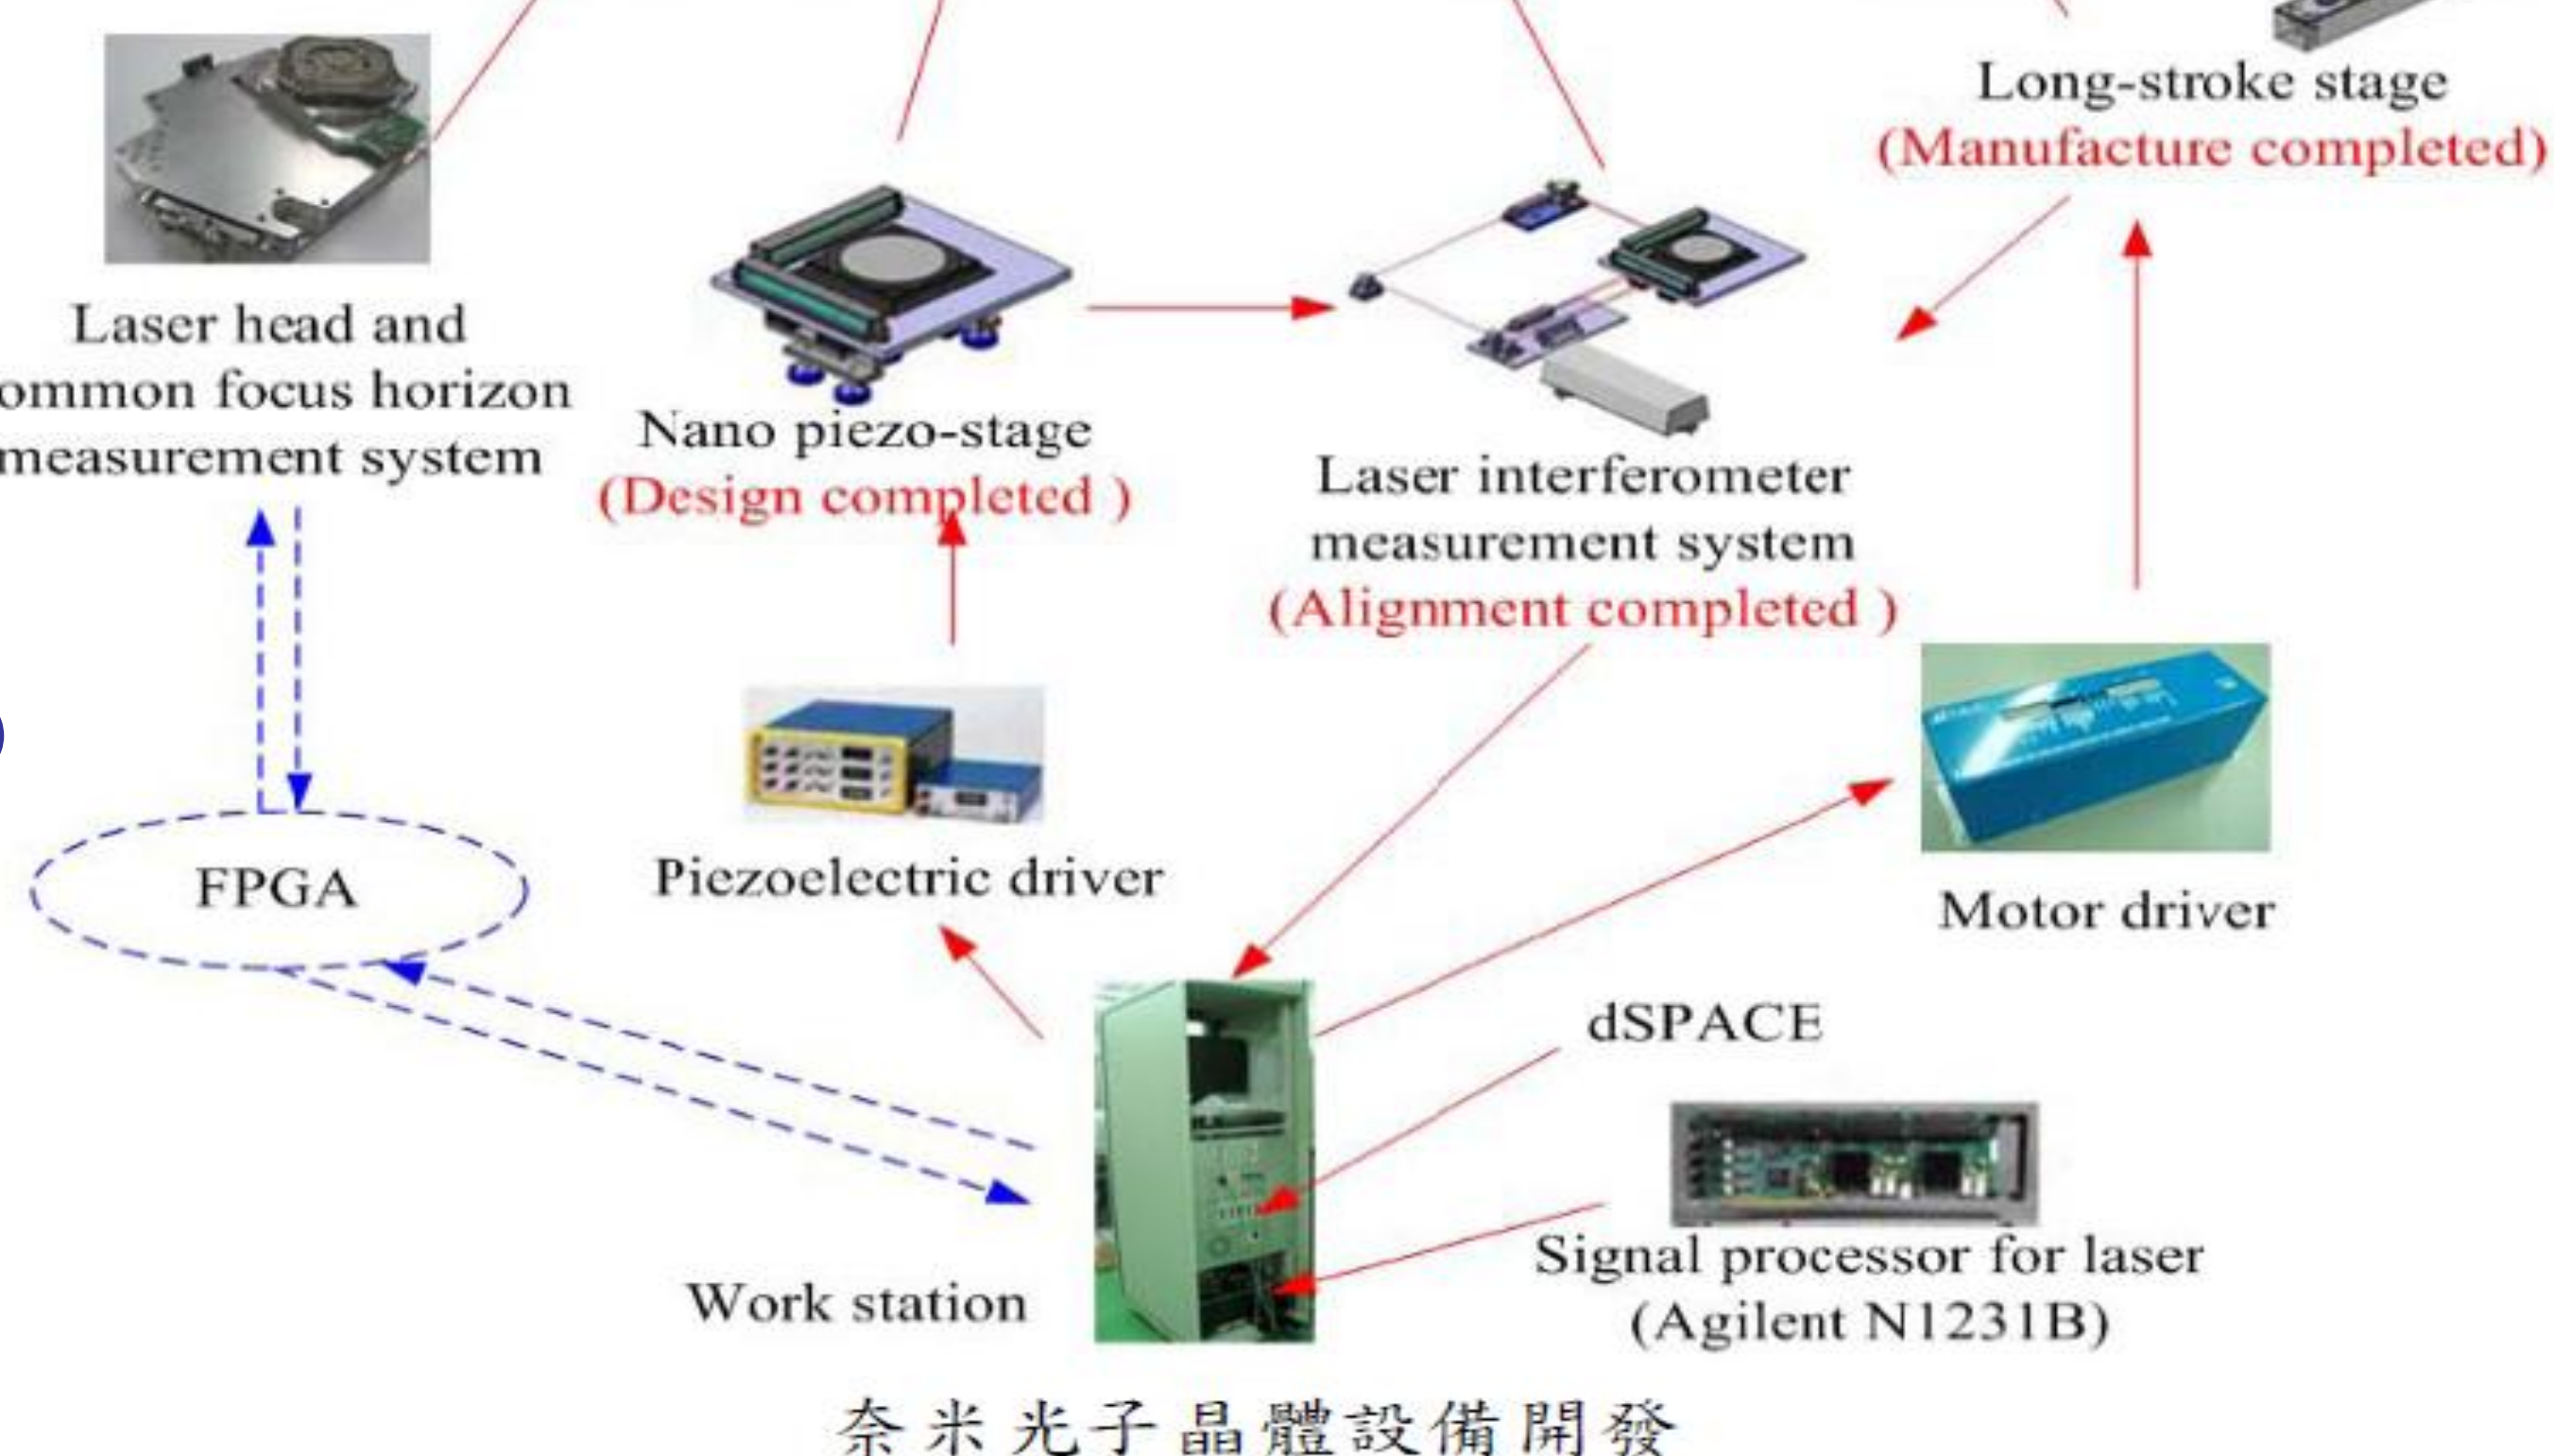 Long-stroke stage
(Manufacture completed)
Laser head and
ommon focus horizon
measurement system
Nano piezo-stage
(Design completed )
Laser interferometer
measurement system
(Alignment completed )
FPGA
Piezoelectric driver
Motor driver
dSPACE
Work station
Signal processor for laser
(Agilent N1231B)
奈米光子晶體設備開發